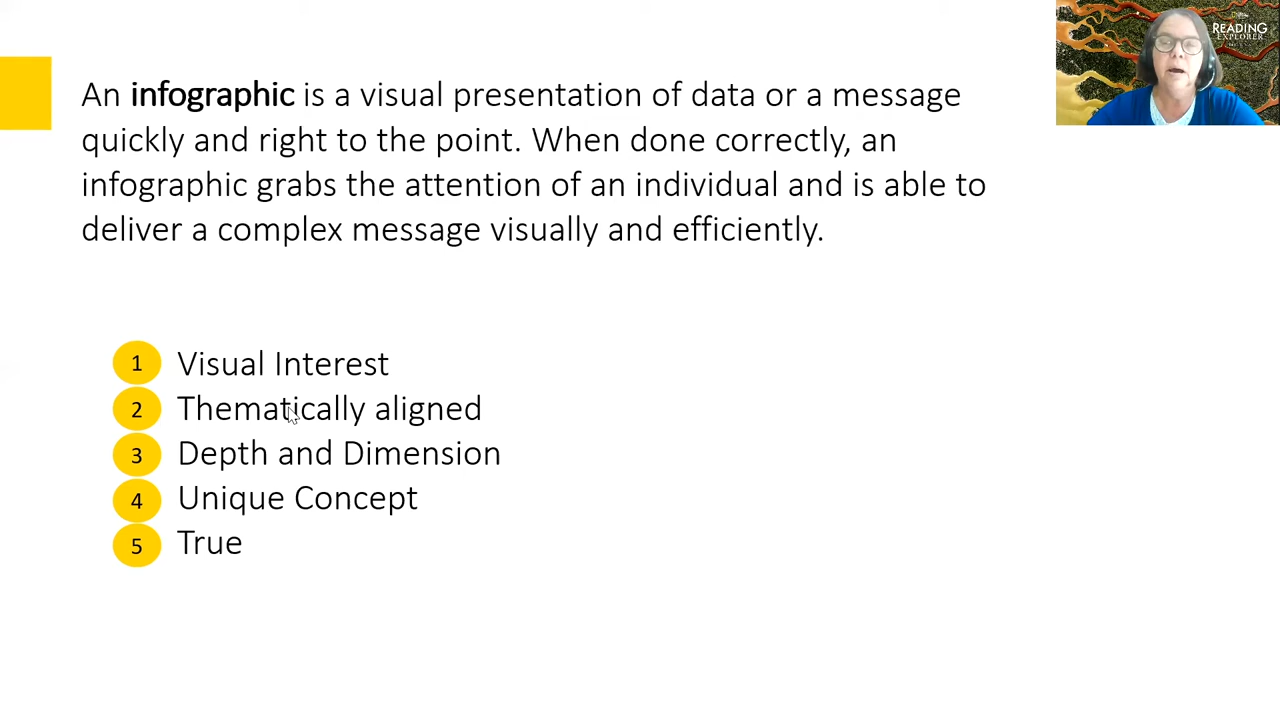 An infographic is a visual presentation of data or a message
quickly and right to the point. When done correctly, an
infographic grabs the attention of an individual and is able to
deliver a complex message visually and efficiently.
1 Visual Interest
2 Thematically aligned
3 Depth and Dimension
4 Unique Concept
5 True
READING
EXPLORER